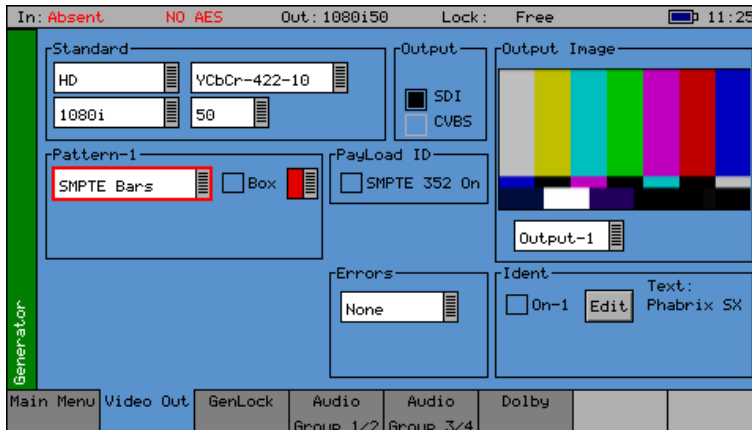 In: Absent NO AES Out: 1080i50 Lock: Free 11:25
Standard
HD YCbCr-422-10
1080i 50
Output
SDI
CVBS
Output Image
Output-1
Pattern-1
SMPTE Bars Box
PayLoad ID
SMPTE 352 On
Errors
None
Ident
On-1 Edit Text:
Phabrix SX
Generator
Main Menu Video Out GenLock Audio Group 1/2 Audio Group 3/4 Dolby